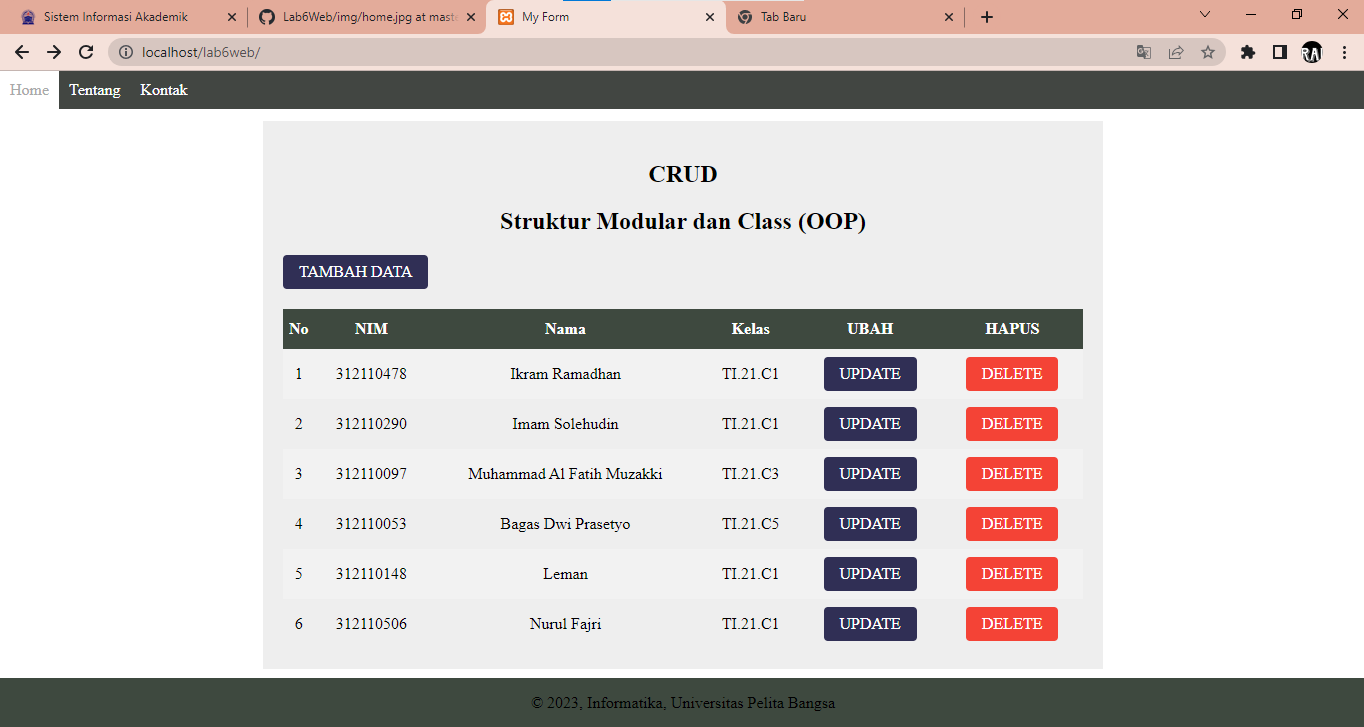 Sistem Informasi Akademik
Lab6Web/img/home.jpg at maste
My Form
Tab Baru
localhost/lab6web/
Home Tentang Kontak
CRUD
Struktur Modular dan Class (OOP)
TAMBAH DATA
No NIM Nama Kelas UBAH HAPUS
1 312110478 Ikram Ramadhan TI.21.C1 UPDATE DELETE
2 312110290 Imam Solehudin TI.21.C1 UPDATE DELETE
3 312110097 Muhammad Al Fatih Muzakki TI.21.C3 UPDATE DELETE
4 312110053 Bagas Dwi Prasetyo TI.21.C5 UPDATE DELETE
5 312110148 Leman TI.21.C1 UPDATE DELETE
6 312110506 Nurul Fajri TI.21.C1 UPDATE DELETE
© 2023, Informatika, Universitas Pelita Bangsa